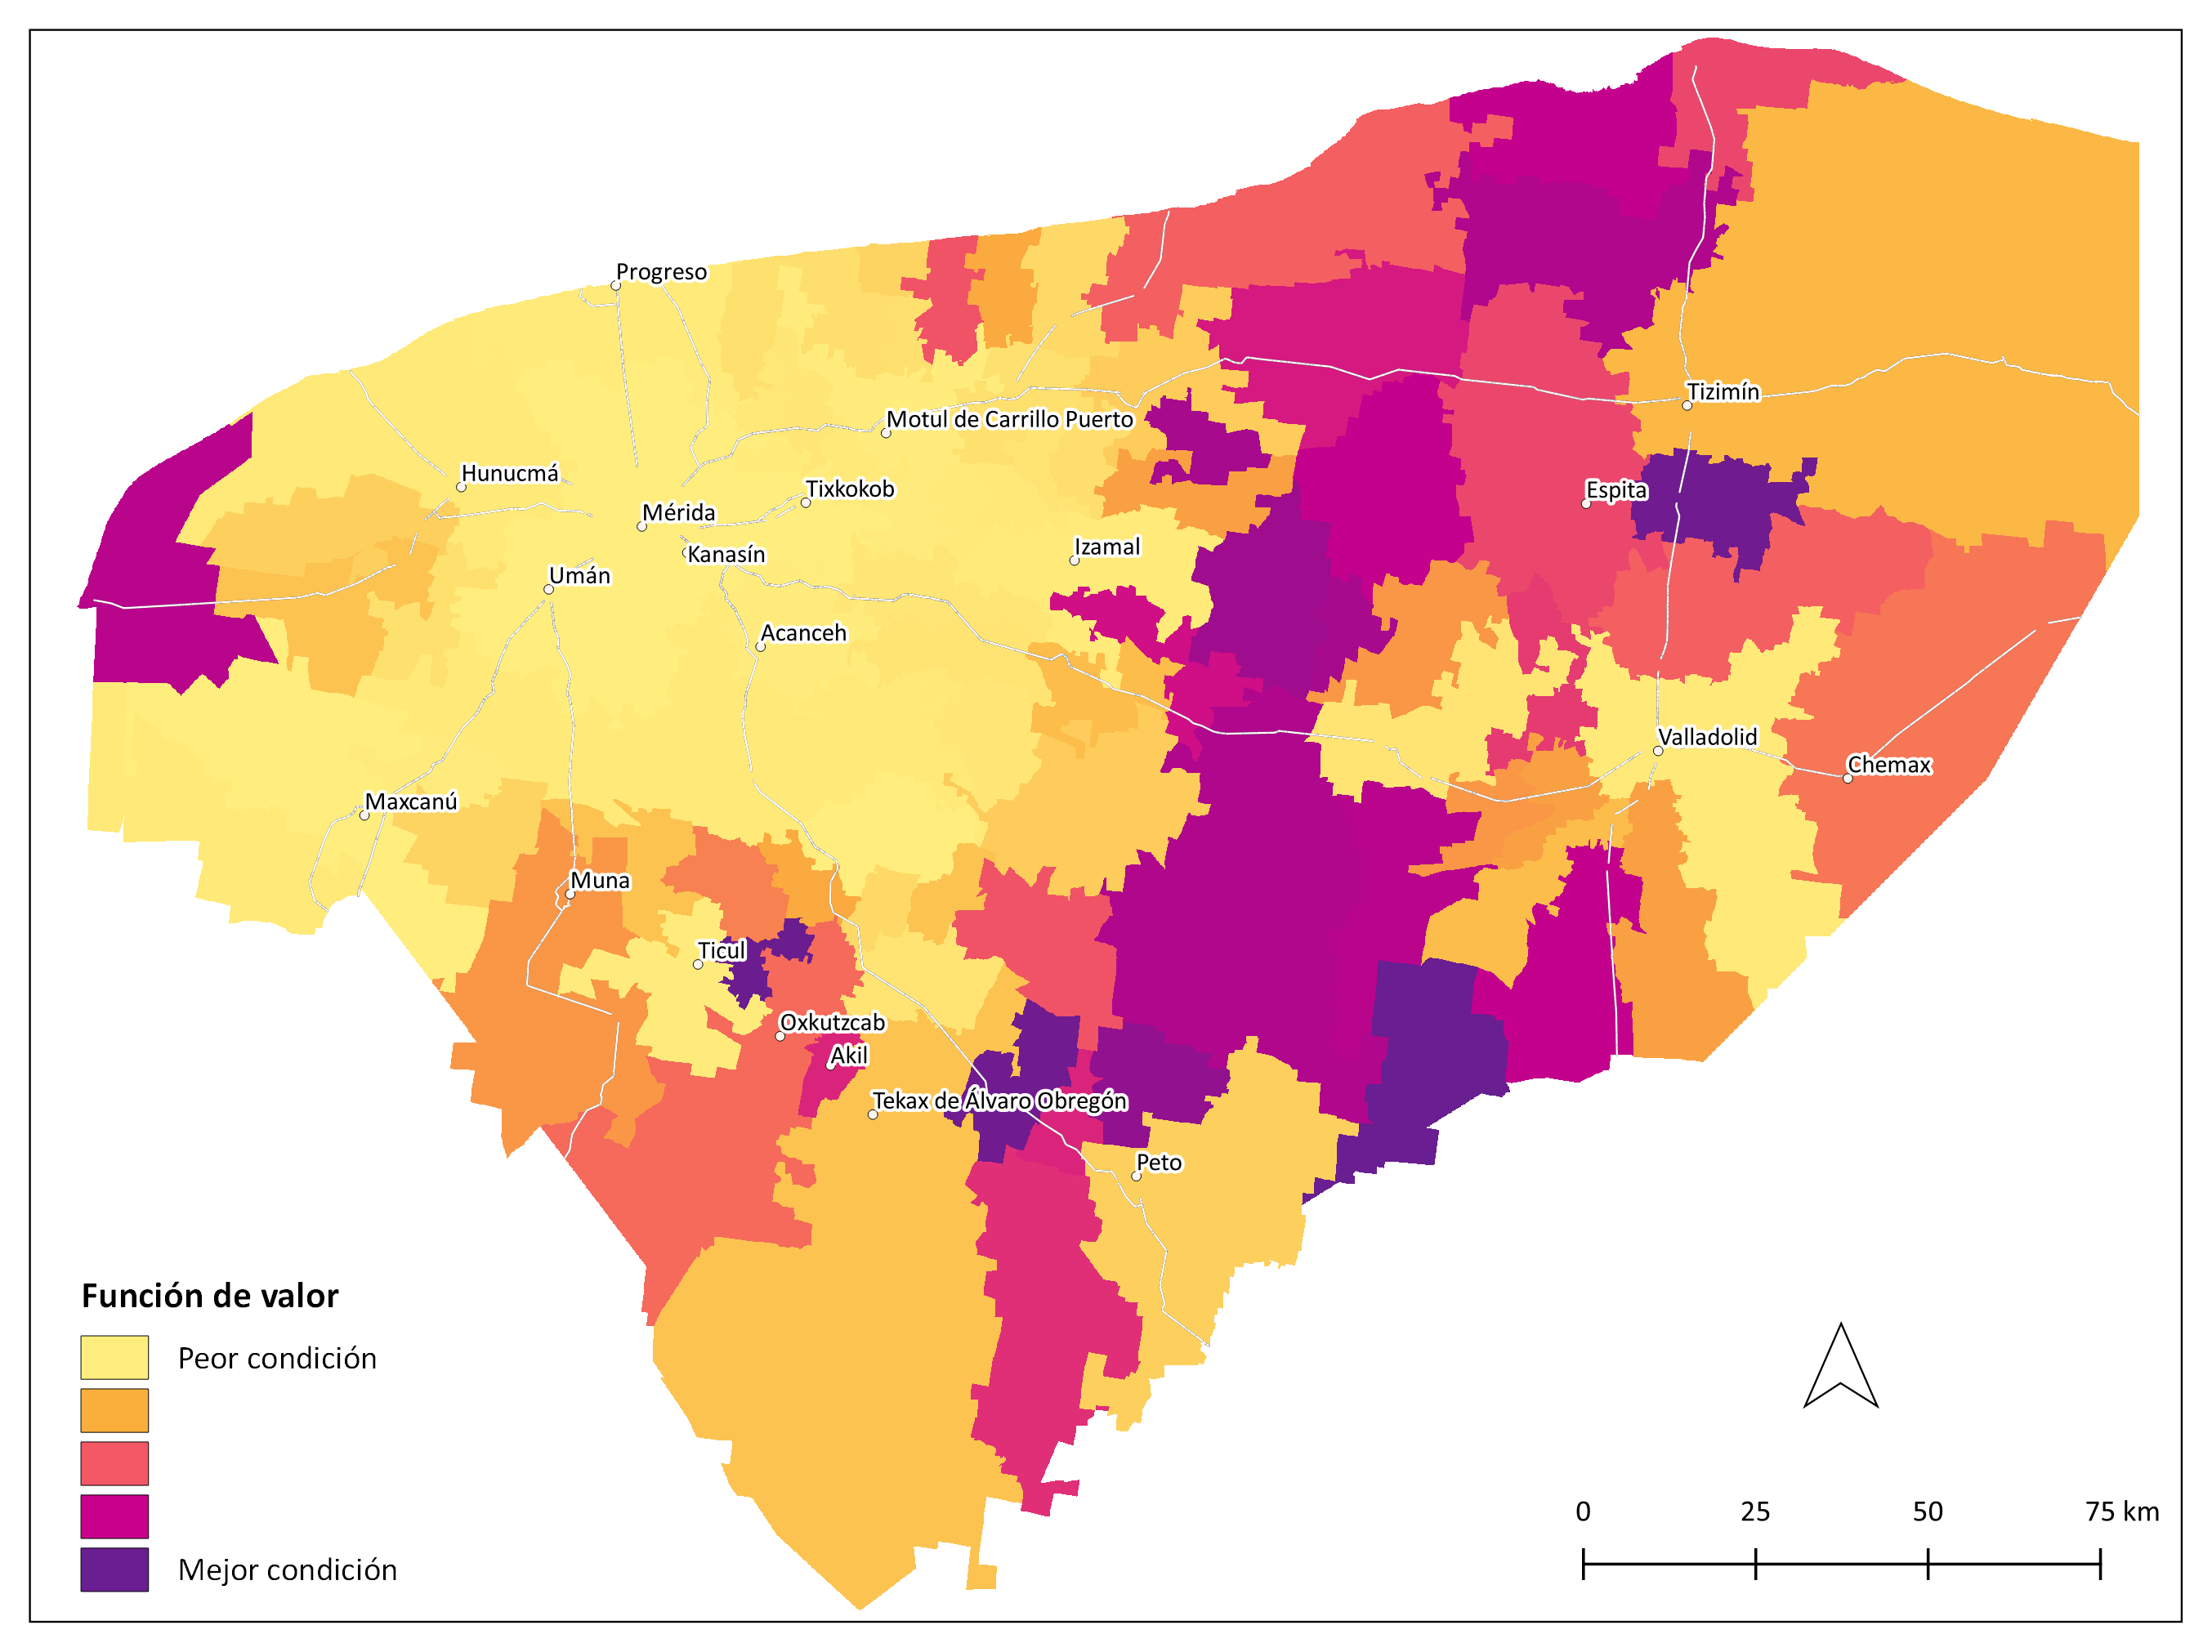 Progreso
Tizimín
Motul de Carrillo Puerto
Hunucmá
Tixkokob
Espita
Mérida
Izamal
Kanasín
Umán
Acanceh
Valladolid
Chemax
Maxcanú
Muna
Ticul
Oxkutzcab
Akil
Tekax de Álvaro Obregón
Peto
Función de valor
Peor condición
Mejor condición
0 25 50 75 km